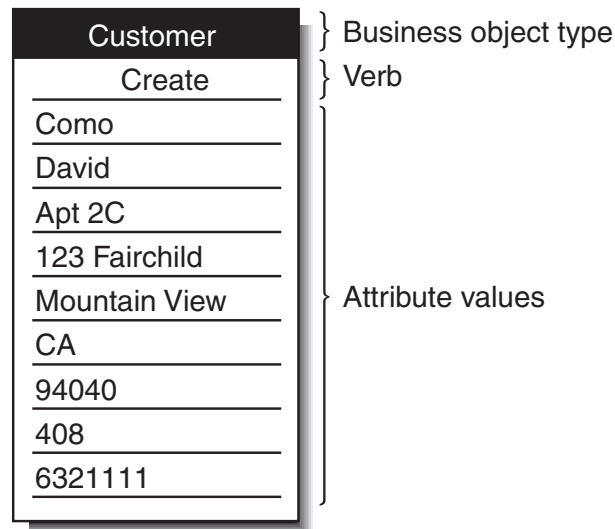 Customer
Business object type
Create
Verb
Como
David
Apt 2C
123 Fairchild
Mountain View
Attribute values
CA
94040
408
6321111